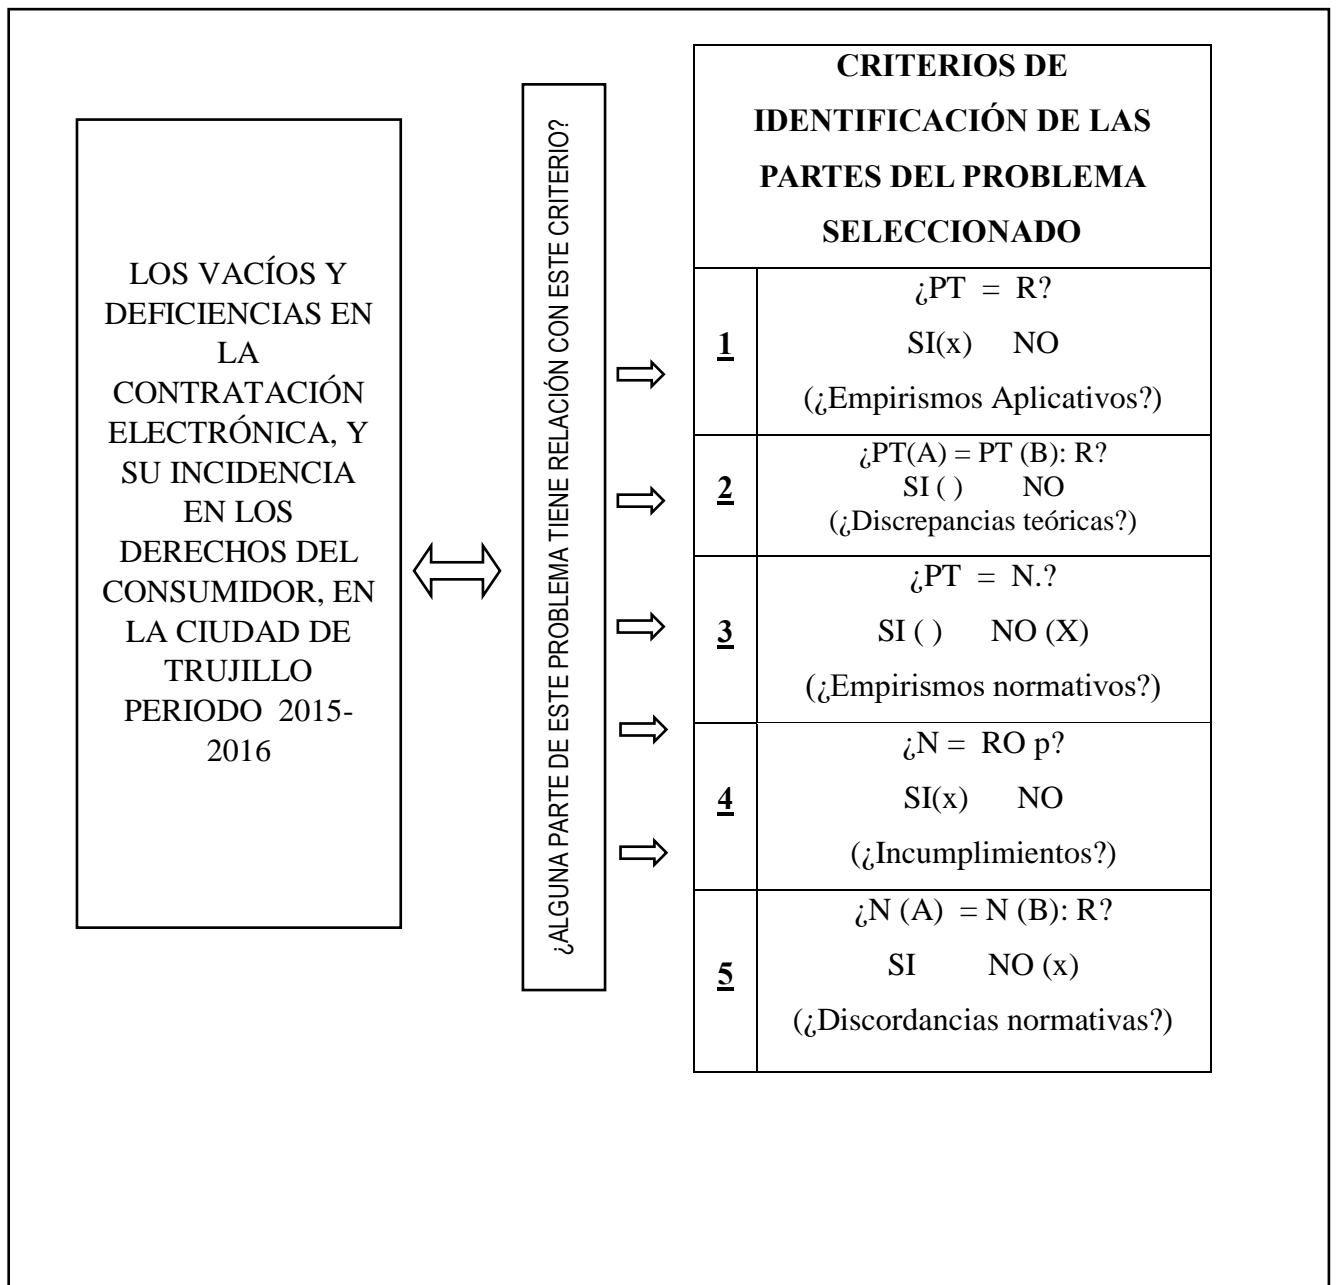 LOS VACÍOS Y
DEFICIENCIAS EN
LA
CONTRATACIÓN
ELECTRÓNICA, Y
SU INCIDENCIA
EN LOS
DERECHOS DEL
CONSUMIDOR, EN
LA CIUDAD DE
TRUJILLO
PERIODO 2015-
2016
¿ALGUNA PARTE DE ESTE PROBLEMA TIENE RELACIÓN CON ESTE CRITERIO?
CRITERIOS DE
IDENTIFICACIÓN DE LAS
PARTES DEL PROBLEMA
SELECCIONADO
1
¿PT = R?
SI(x) NO
(¿Empirismos Aplicativos?)
2
¿PT(A) = PT (B): R?
SI ( ) NO
(¿Discrepancias teóricas?)
3
¿PT = N.?
SI ( ) NO (X)
(¿Empirismos normativos?)
4
¿N = RO p?
SI(x) NO
(¿Incumplimientos?)
5
¿N (A) = N (B): R?
SI NO (x)
(¿Discordancias normativas?)